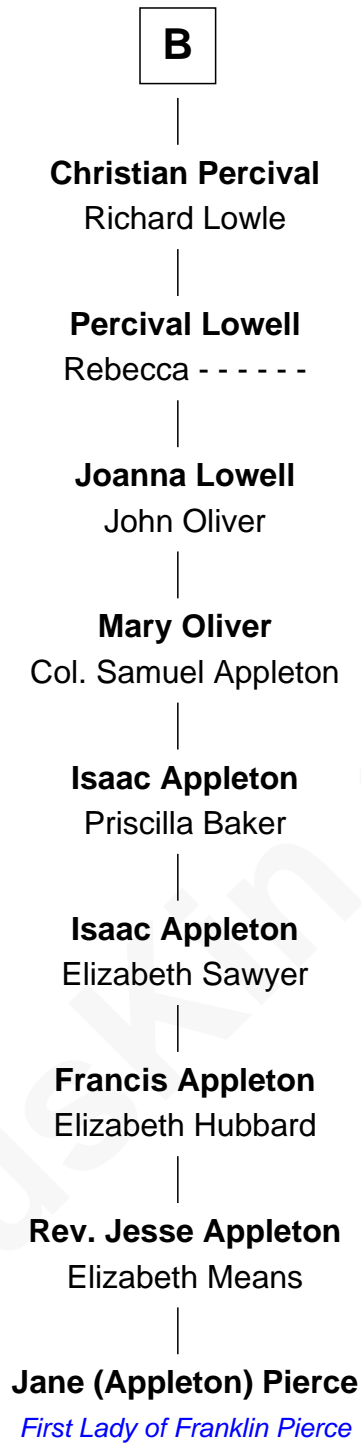 B
Christian Percival
Richard Lowle
Percival Lowell
Rebecca - - - - - -
Joanna Lowell
John Oliver
Mary Oliver
Col. Samuel Appleton
Isaac Appleton
Priscilla Baker
Isaac Appleton
Elizabeth Sawyer
Francis Appleton
Elizabeth Hubbard
Rev. Jesse Appleton
Elizabeth Means
Jane (Appleton) Pierce
First Lady of Franklin Pierce